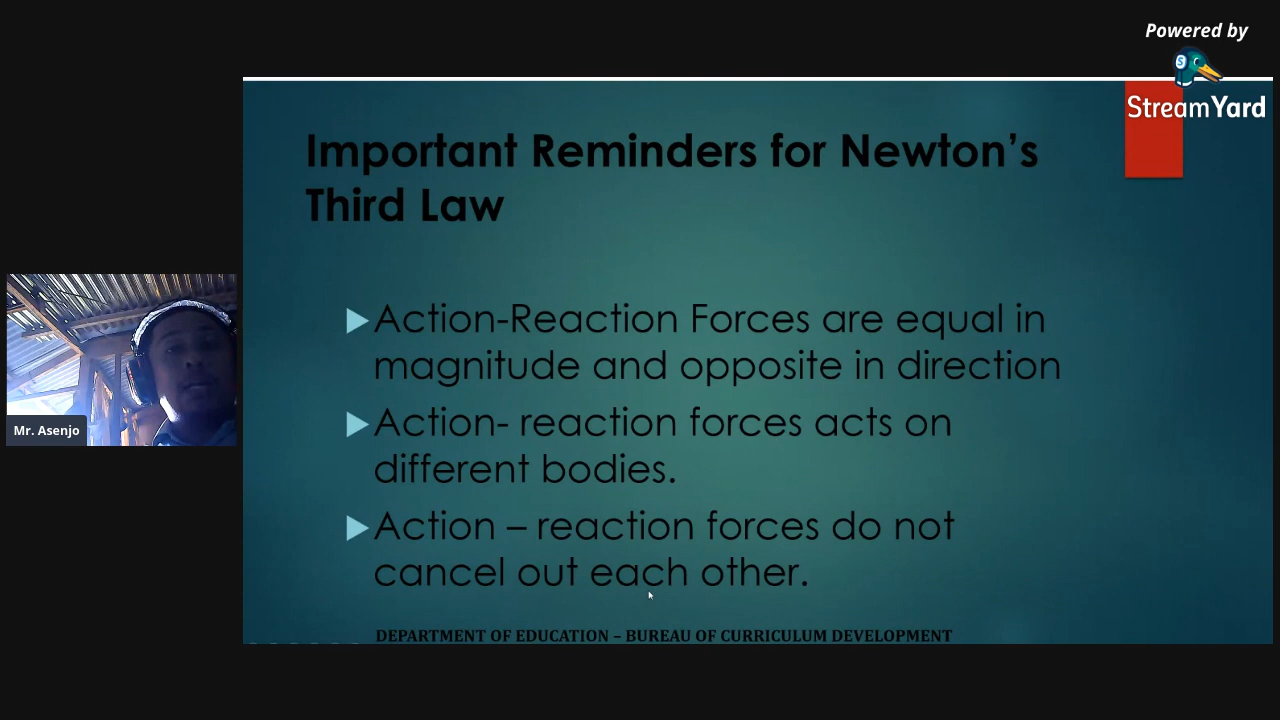 Powered by
StreamYard
Important Reminders for Newton’s
Third Law
Action-Reaction Forces are equal in
magnitude and opposite in direction
Action- reaction forces acts on
different bodies.
Action – reaction forces do not
cancel out each other.
DEPARTMENT OF EDUCATION – BUREAU OF CURRICULUM DEVELOPMENT
Mr. Asenjo